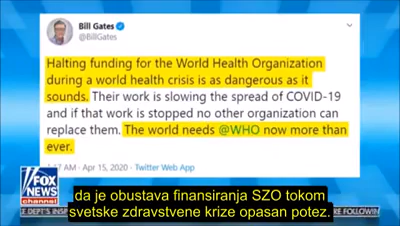 Bill Gates
@BillGates
Halting funding for the World Health Organization
during a world health crisis is as dangerous as it
sounds. Their work is slowing the spread of COVID-19
and if that work is stopped no other organization can
replace them. The world needs @WHO now more than
ever.
AM - Apr 15, 2020 - Twitter Web App
FOX
NEWS
channel
da je obustava finansiranja SZO tokom
svetske zdravstvene krize opasan potez.